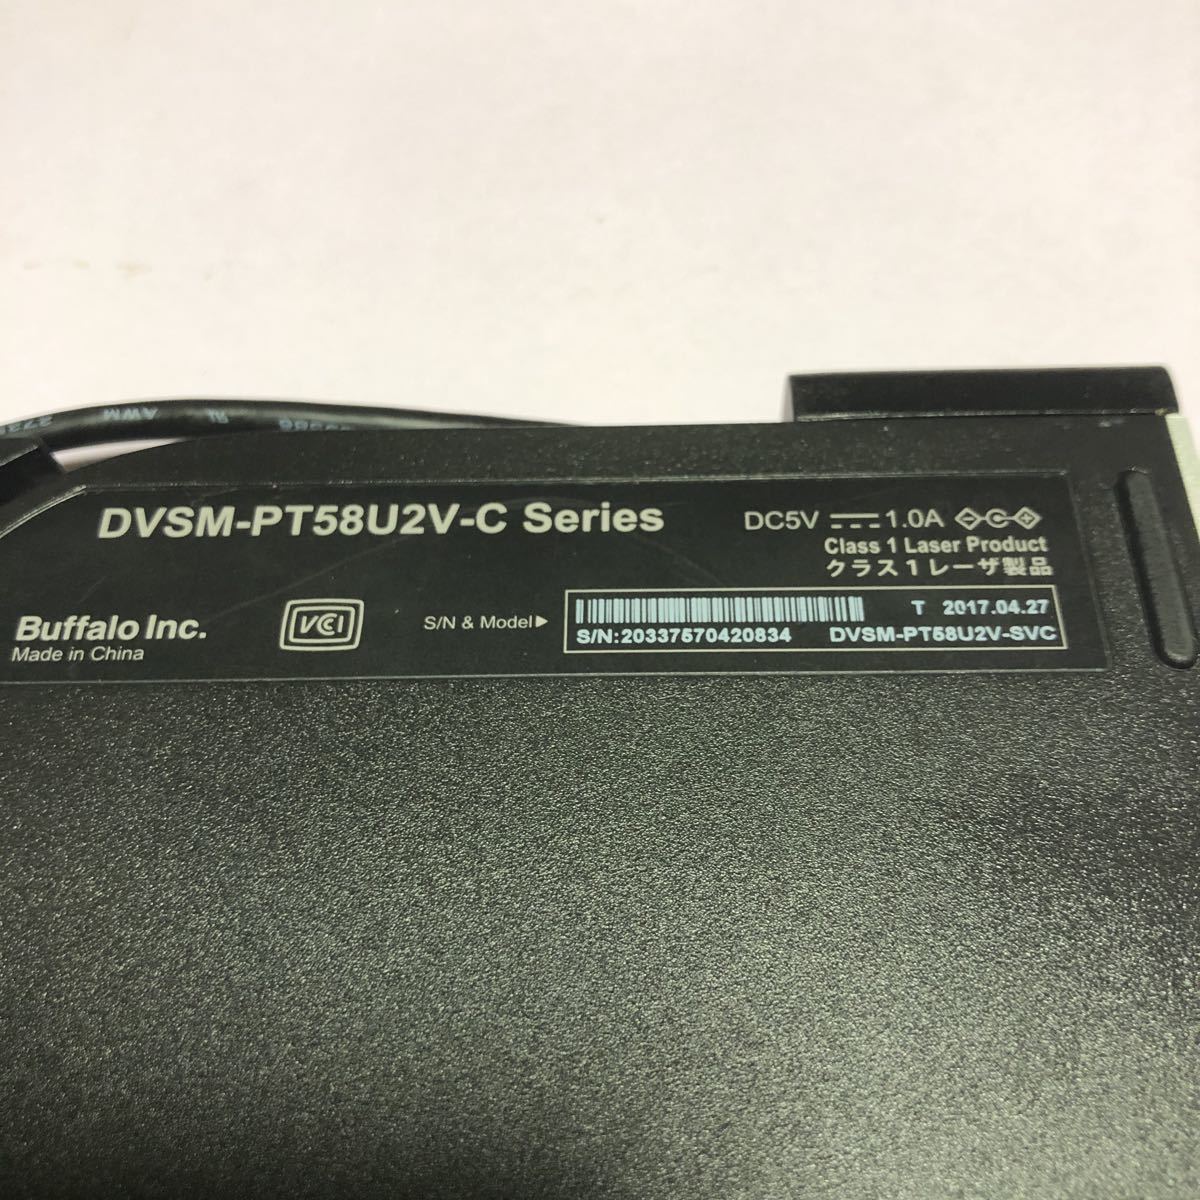 AWM
DVSM-PT58U2V-C Series
DC5V 1.0A
Class 1 Laser Product
クラス1レーザ製品
Buffalo Inc.
Made in China
VCI
S/N & Model▶
T 2017.04.27
S/N:20337570420834 DVSM-PT58U2V-SVC